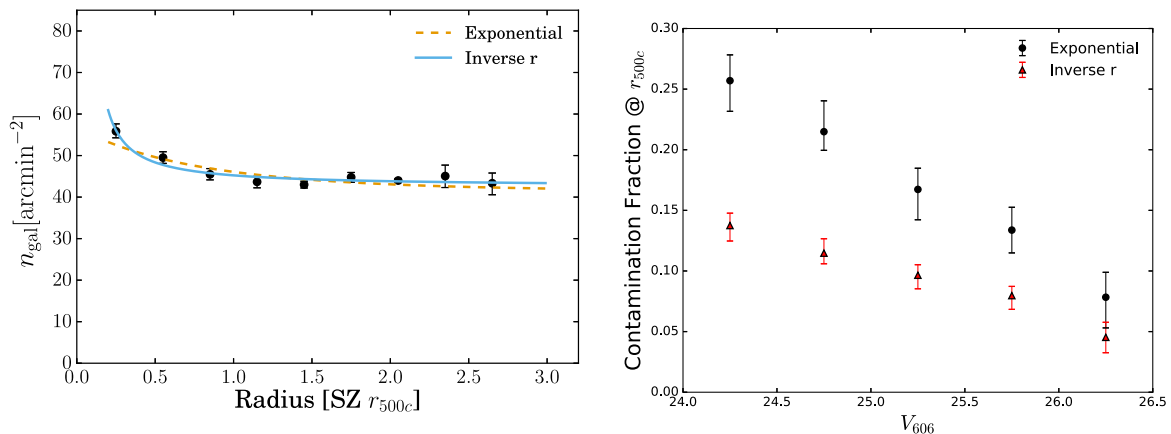 80
70
60
50
40
30
20
10
0
n_gal[arcmin⁻²]
0.0 0.5 1.0 1.5 2.0 2.5 3.0
Radius [SZ r_500c]
Exponential
Inverse r
0.30
0.25
0.20
0.15
0.10
0.05
0.00
Contamination Fraction @ r_500c
24.0 24.5 25.0 25.5 26.0 26.5
V_606
Exponential
Inverse r